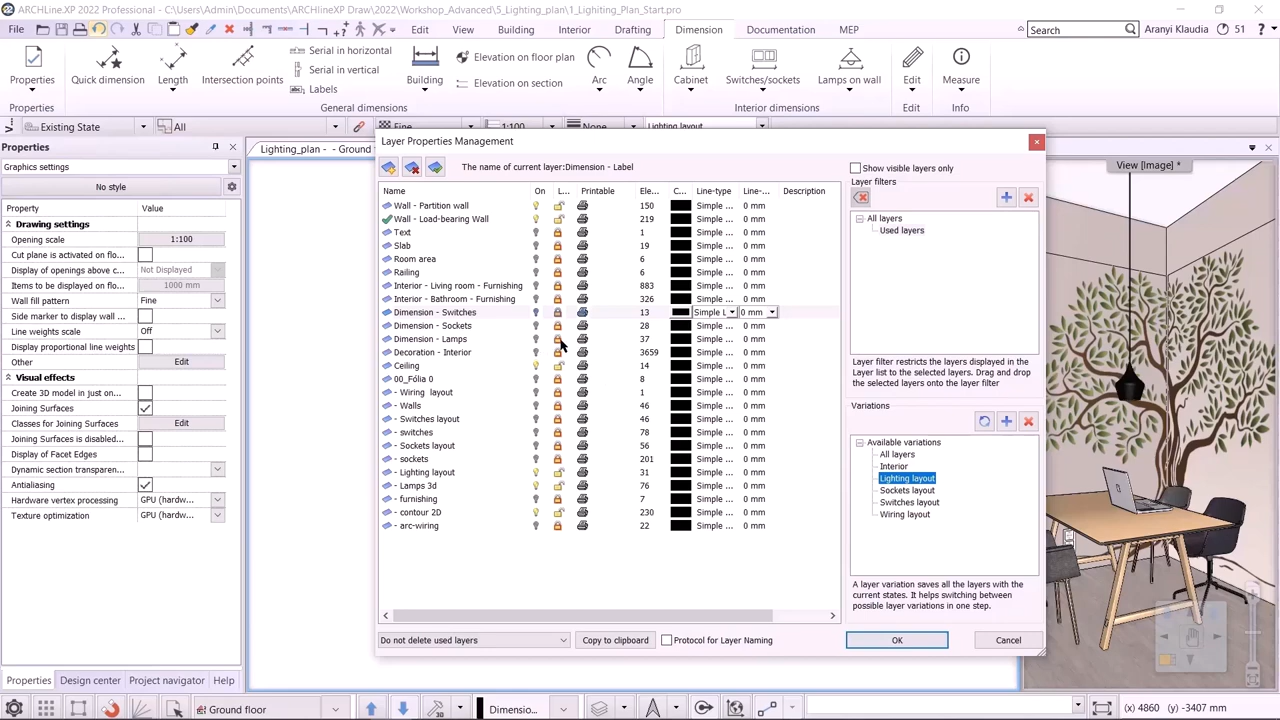 ARCHLine.XP 2022 Professional - C:\Users\Admin\Documents\ARCHlineXP Draw\2022\Workshop_Advanced\5_Lighting_plan\1_Lighiting_Plan_Start.pro
File Edit View Building Interior Drafting Dimension Documentation MEP Search Aranyi Klaudia 51
Properties Quick dimension Length Intersection points Serial in horizontal Serial in vertical Labels Building Elevation on floor plan Elevation on section Arc Angle Cabinet Switches/sockets Lamps on wall Edit Measure
Properties General dimensions Interior dimensions Edit Info
Existing State All Fine 1:100 None Lighting layout
Properties
Lighting_plan - - Ground
Graphics settings
No style
Property Value
Drawing settings
Opening scale 1:100
Cut plane is activated on flo...
Display of openings above c... Not Displayed
Items to be displayed on flo... 1000 mm
Wall fill pattern Fine
Side marker to display wall
Line weights scale Off
Display proportional line weights
Other Edit
Visual effects
Create 3D model in just on...
Joining Surfaces
Classes for Joining Surfaces Edit
Joining Surfaces is disabled...
Display of Facet Edges
Dynamic section transparen...
Antialiasing
Hardware vertex processing GPU (hardw...
Texture optimization GPU (hardw...
Properties Design center Project navigator Help
Layer Properties Management
The name of current layer:Dimension - Label
Name On L... Printable Ele... C... Line-type Line-... Description
Wall - Partition wall 150 Simple ... 0 mm
Wall - Load-bearing Wall 219 Simple ... 0 mm
Text 1 Simple ... 0 mm
Slab 19 Simple ... 0 mm
Room area 6 Simple ... 0 mm
Railing 6 Simple ... 0 mm
Interior - Living room - Furnishing 883 Simple ... 0 mm
Interior - Bathroom - Furnishing 326 Simple ... 0 mm
Dimension - Switches 13 Simple L 0 mm
Dimension - Sockets 28 Simple ... 0 mm
Dimension - Lamps 37 Simple ... 0 mm
Decoration - Interior 3659 Simple ... 0 mm
Ceiling 14 Simple ... 0 mm
00_Fólia 0 8 Simple ... 0 mm
- Wiring layout 1 Simple ... 0 mm
- Walls 46 Simple ... 0 mm
- Switches layout 46 Simple ... 0 mm
- switches 78 Simple ... 0 mm
- Sockets layout 56 Simple ... 0 mm
- sockets 201 Simple ... 0 mm
- Lighting layout 31 Simple ... 0 mm
- Lamps 3d 76 Simple ... 0 mm
- furnishing 7 Simple ... 0 mm
- contour 2D 230 Simple ... 0 mm
- arc-wiring 22 Simple ... 0 mm
Do not delete used layers Copy to clipboard Protocol for Layer Naming OK Cancel
Show visible layers only
Layer filters
All layers
Used layers
Layer filter restricts the layers displayed in the
Layer list to the selected layers. Drag and drop
the selected layers onto the layer filter
Variations
Available variations
All layers
Interior
Lighting layout
Sockets layout
Switches layout
Wiring layout
A layer variation saves all the layers with the
current states. It helps switching between
possible layer variations in one step.
View [Image] *
Ground floor Dimensio... (x) 4860 (y) -3407 mm